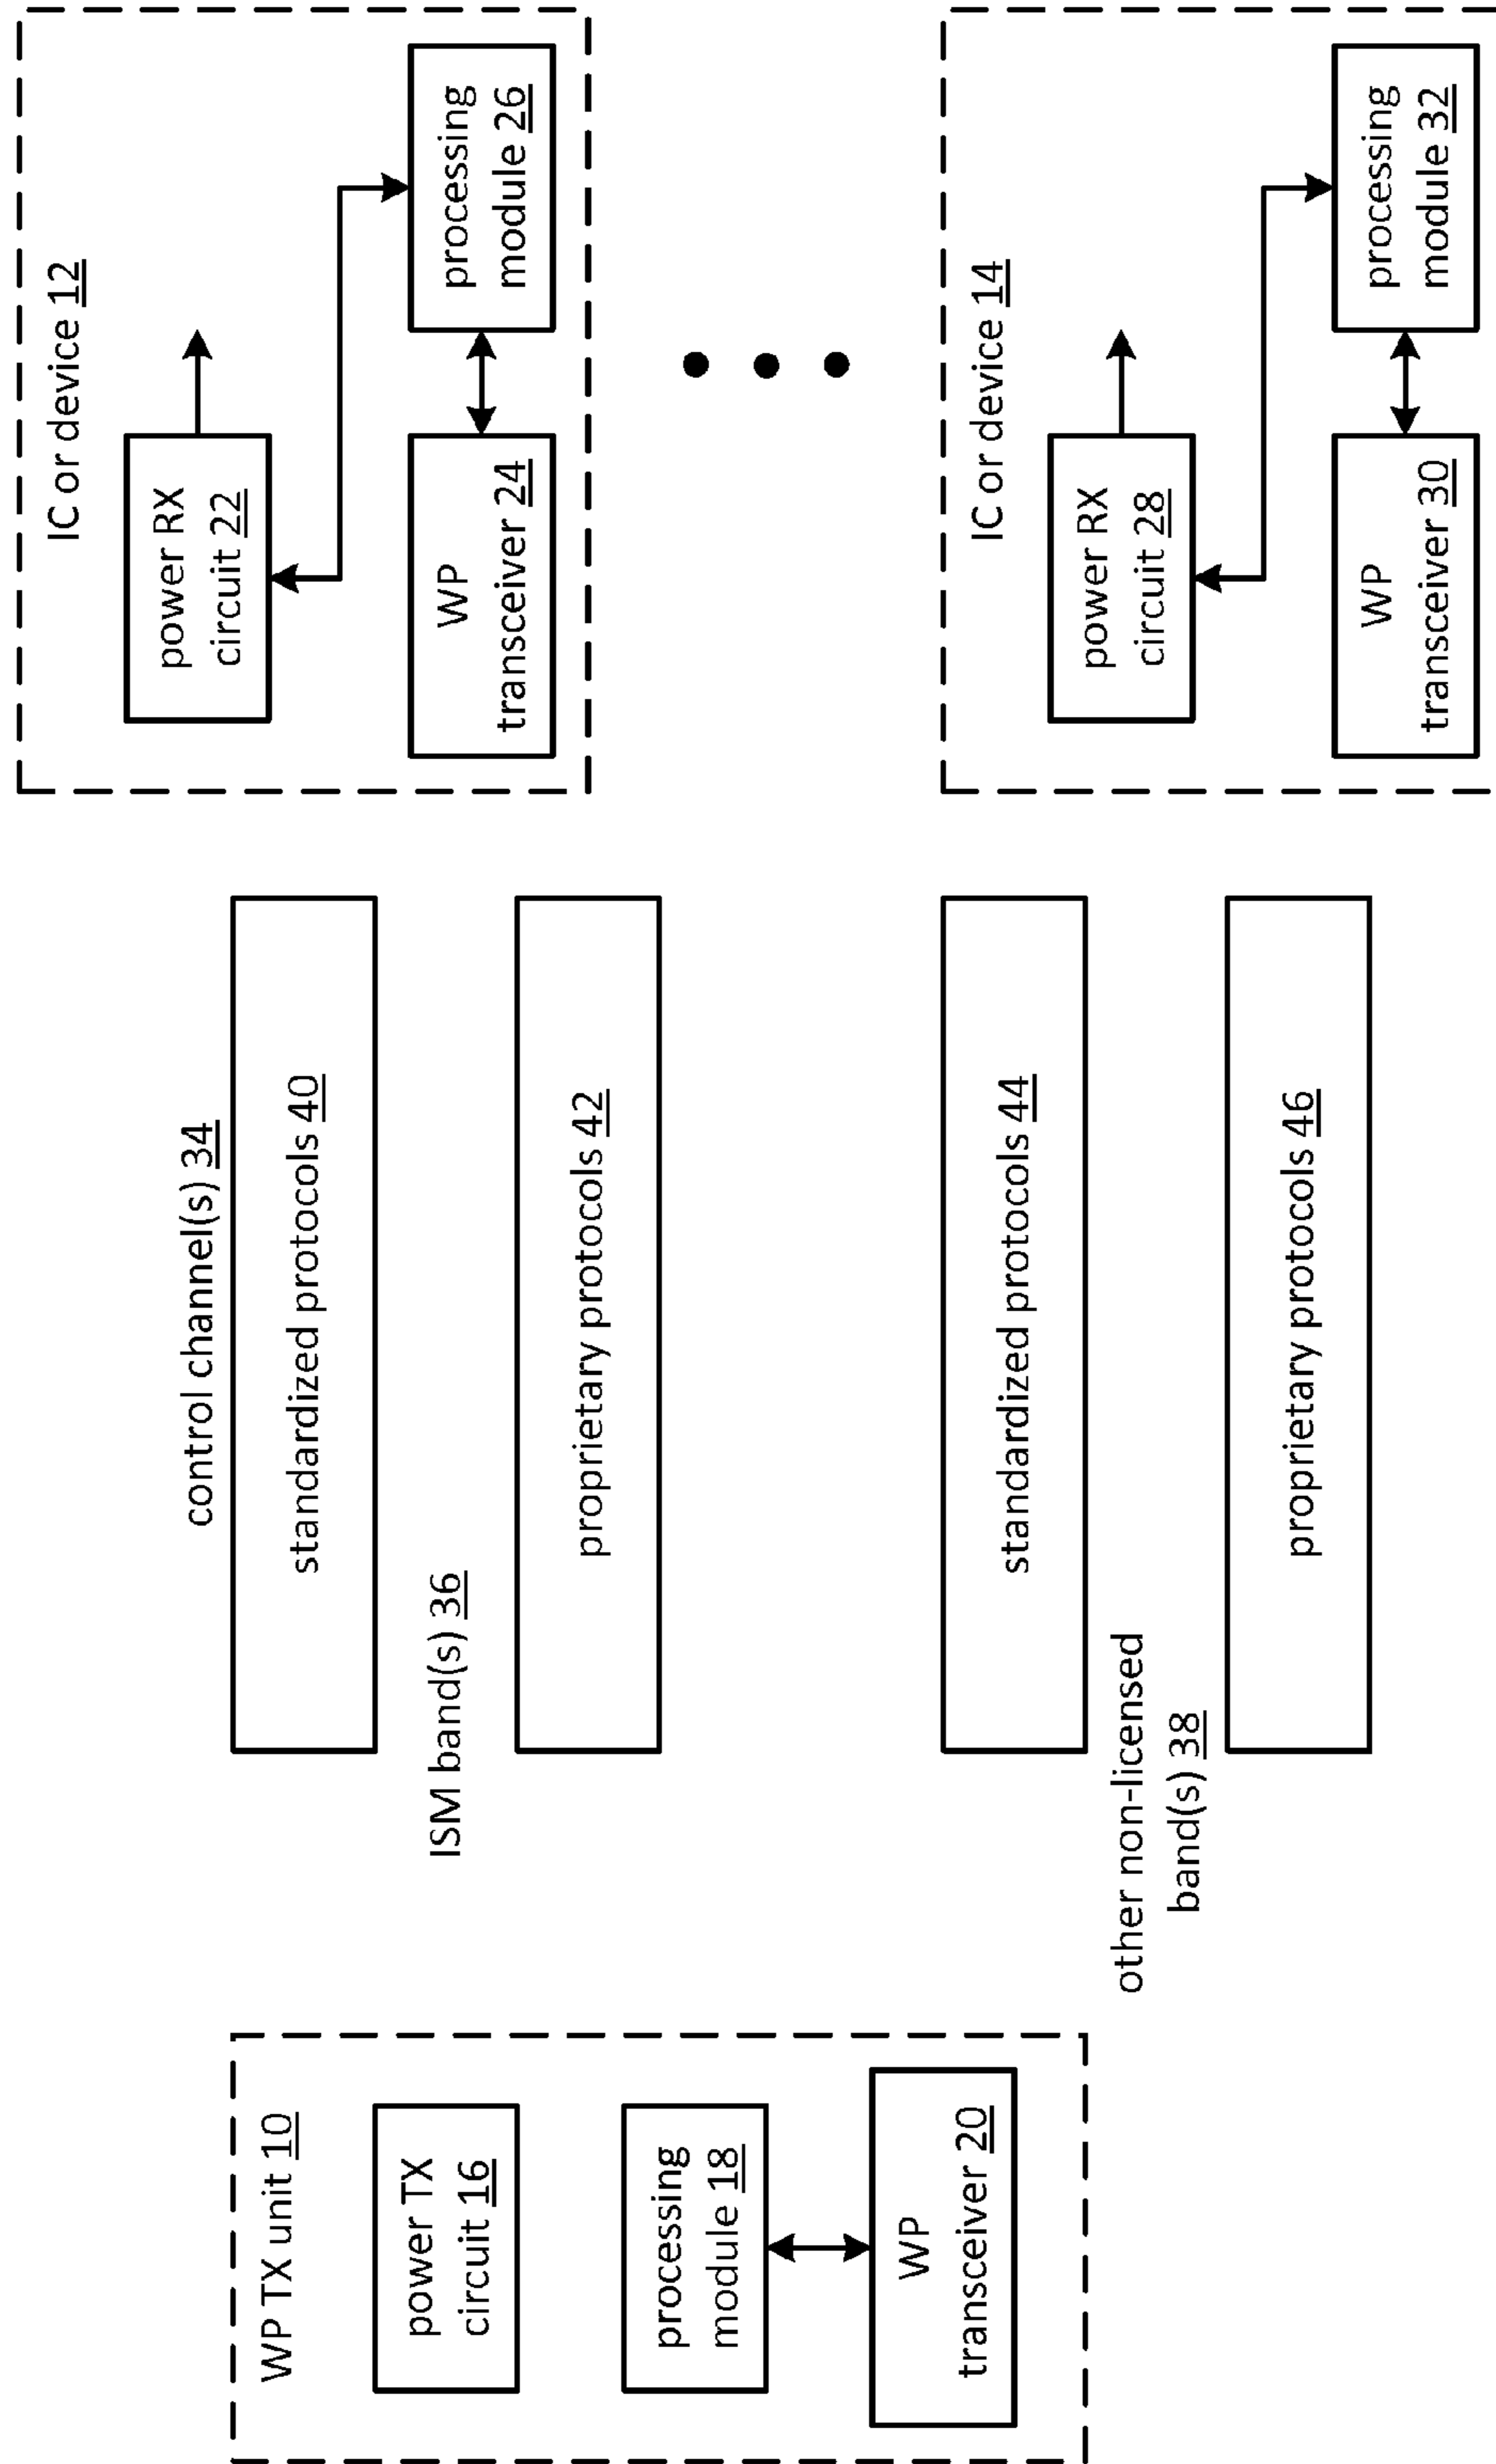 WP TX unit 10
power TX
circuit 16
processing
module 18
WP
transceiver 20
control channel(s) 34
standardized protocols 40
ISM band(s) 36
proprietary protocols 42
standardized protocols 44
other non-licensed
band(s) 38
proprietary protocols 46
IC or device 12
power RX
circuit 22
WP
transceiver 24
processing
module 26
IC or device 14
power RX
circuit 28
WP
transceiver 30
processing
module 32